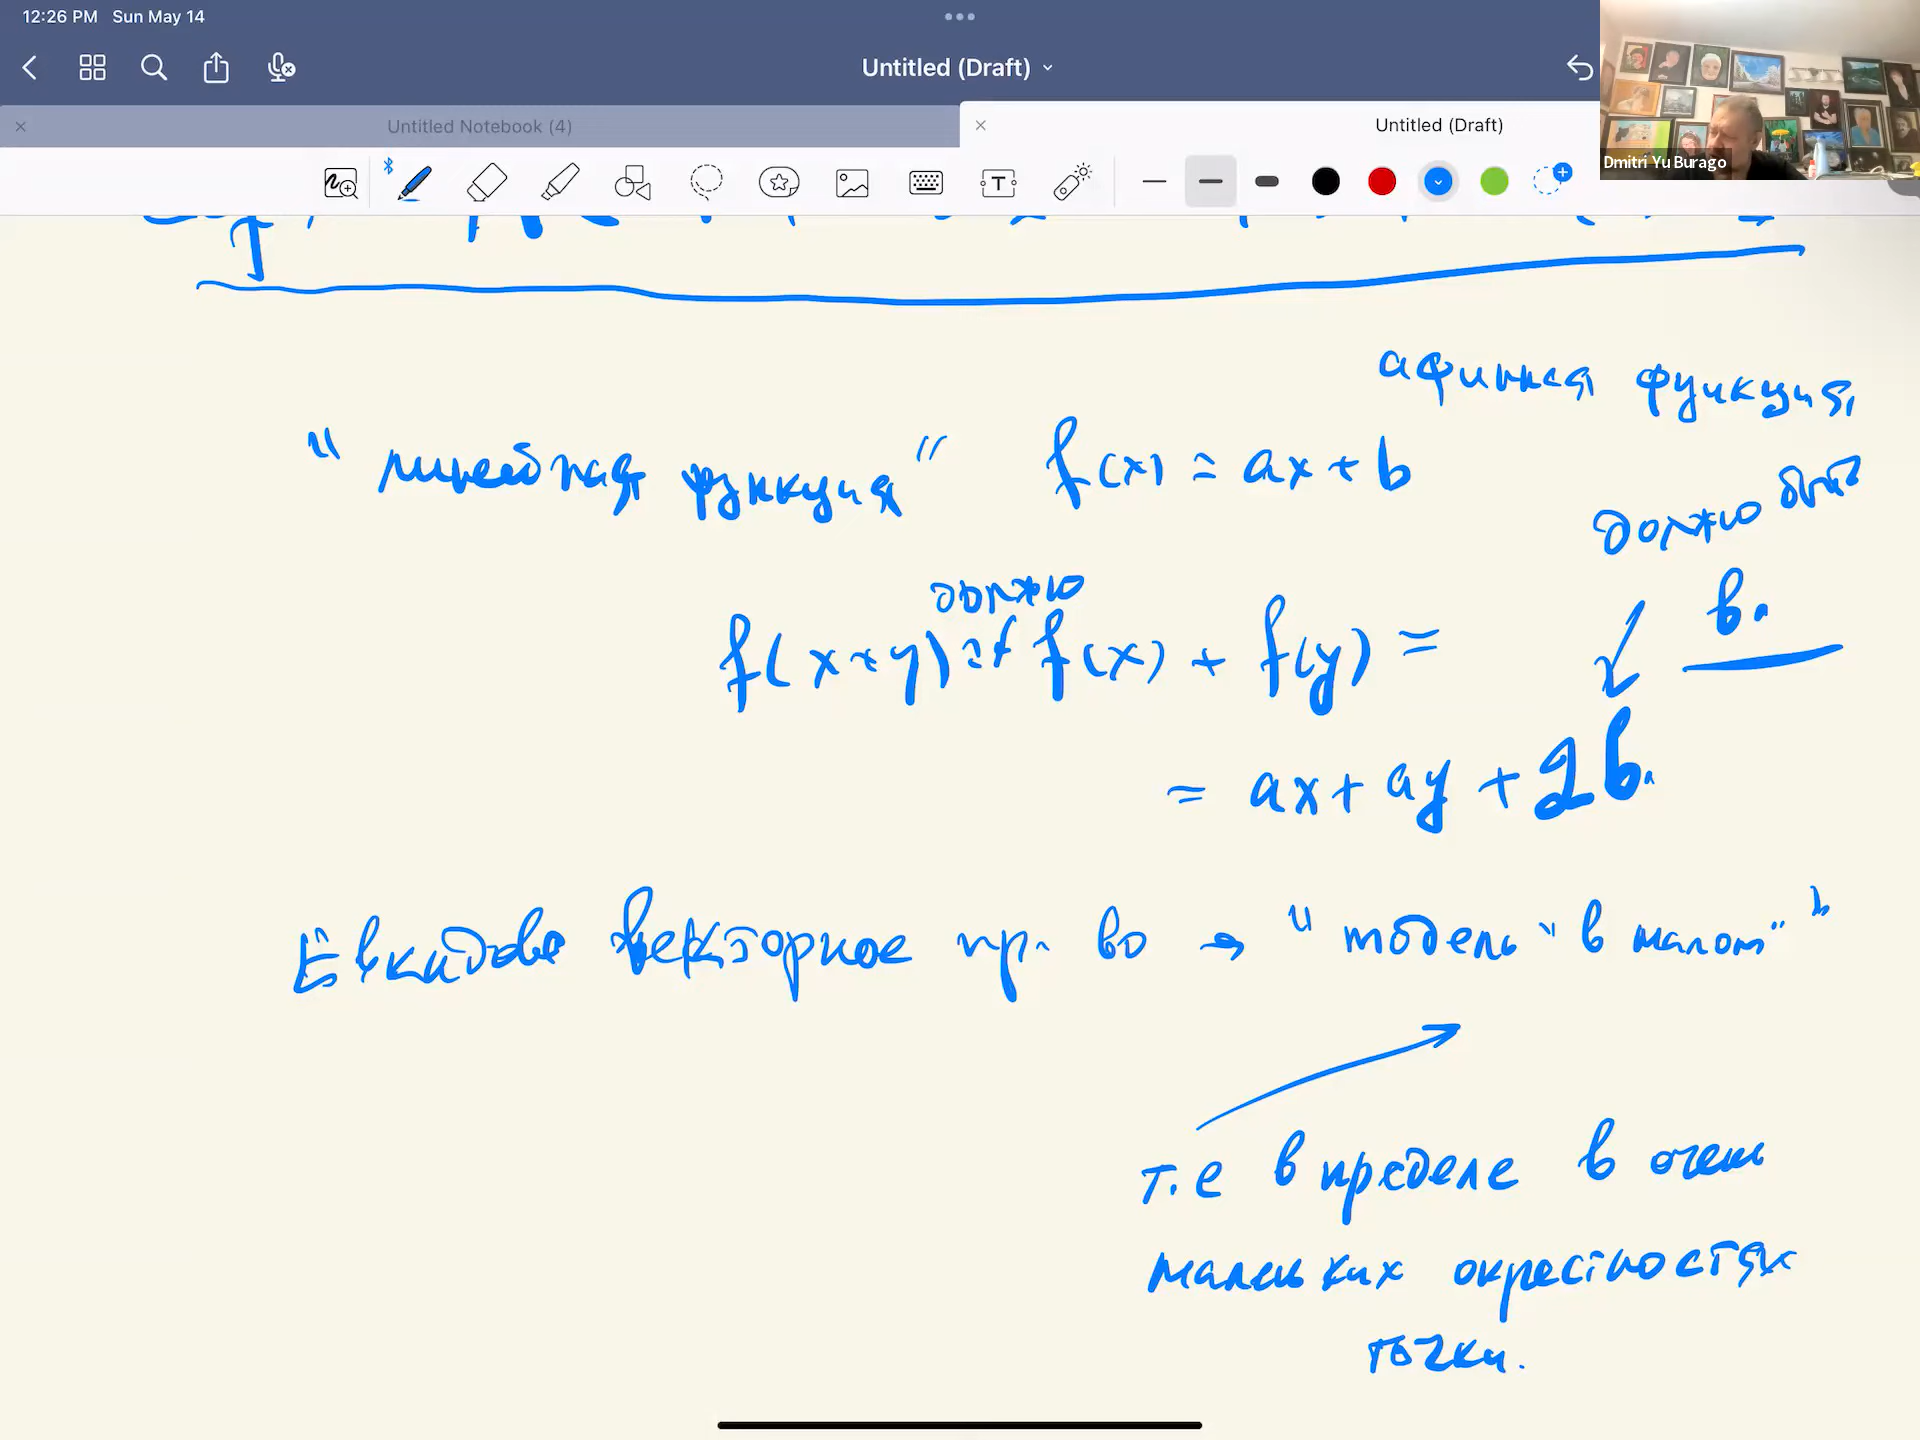 12:26 PM Sun May 14
Untitled (Draft)
Untitled Notebook (4)
Untitled (Draft)
Dmitri Yu Burago
афинная функция,
"линейная функция" f(x) = ax + b
должно быть
b.
должно
f(x+y) = ≠ f(x) + f(y) =
= ax + ay + 2b.
Евклидово векторное пр-во → "модель "в малом""
т.е в пределе в очень
маленьких окрестностях
точки.